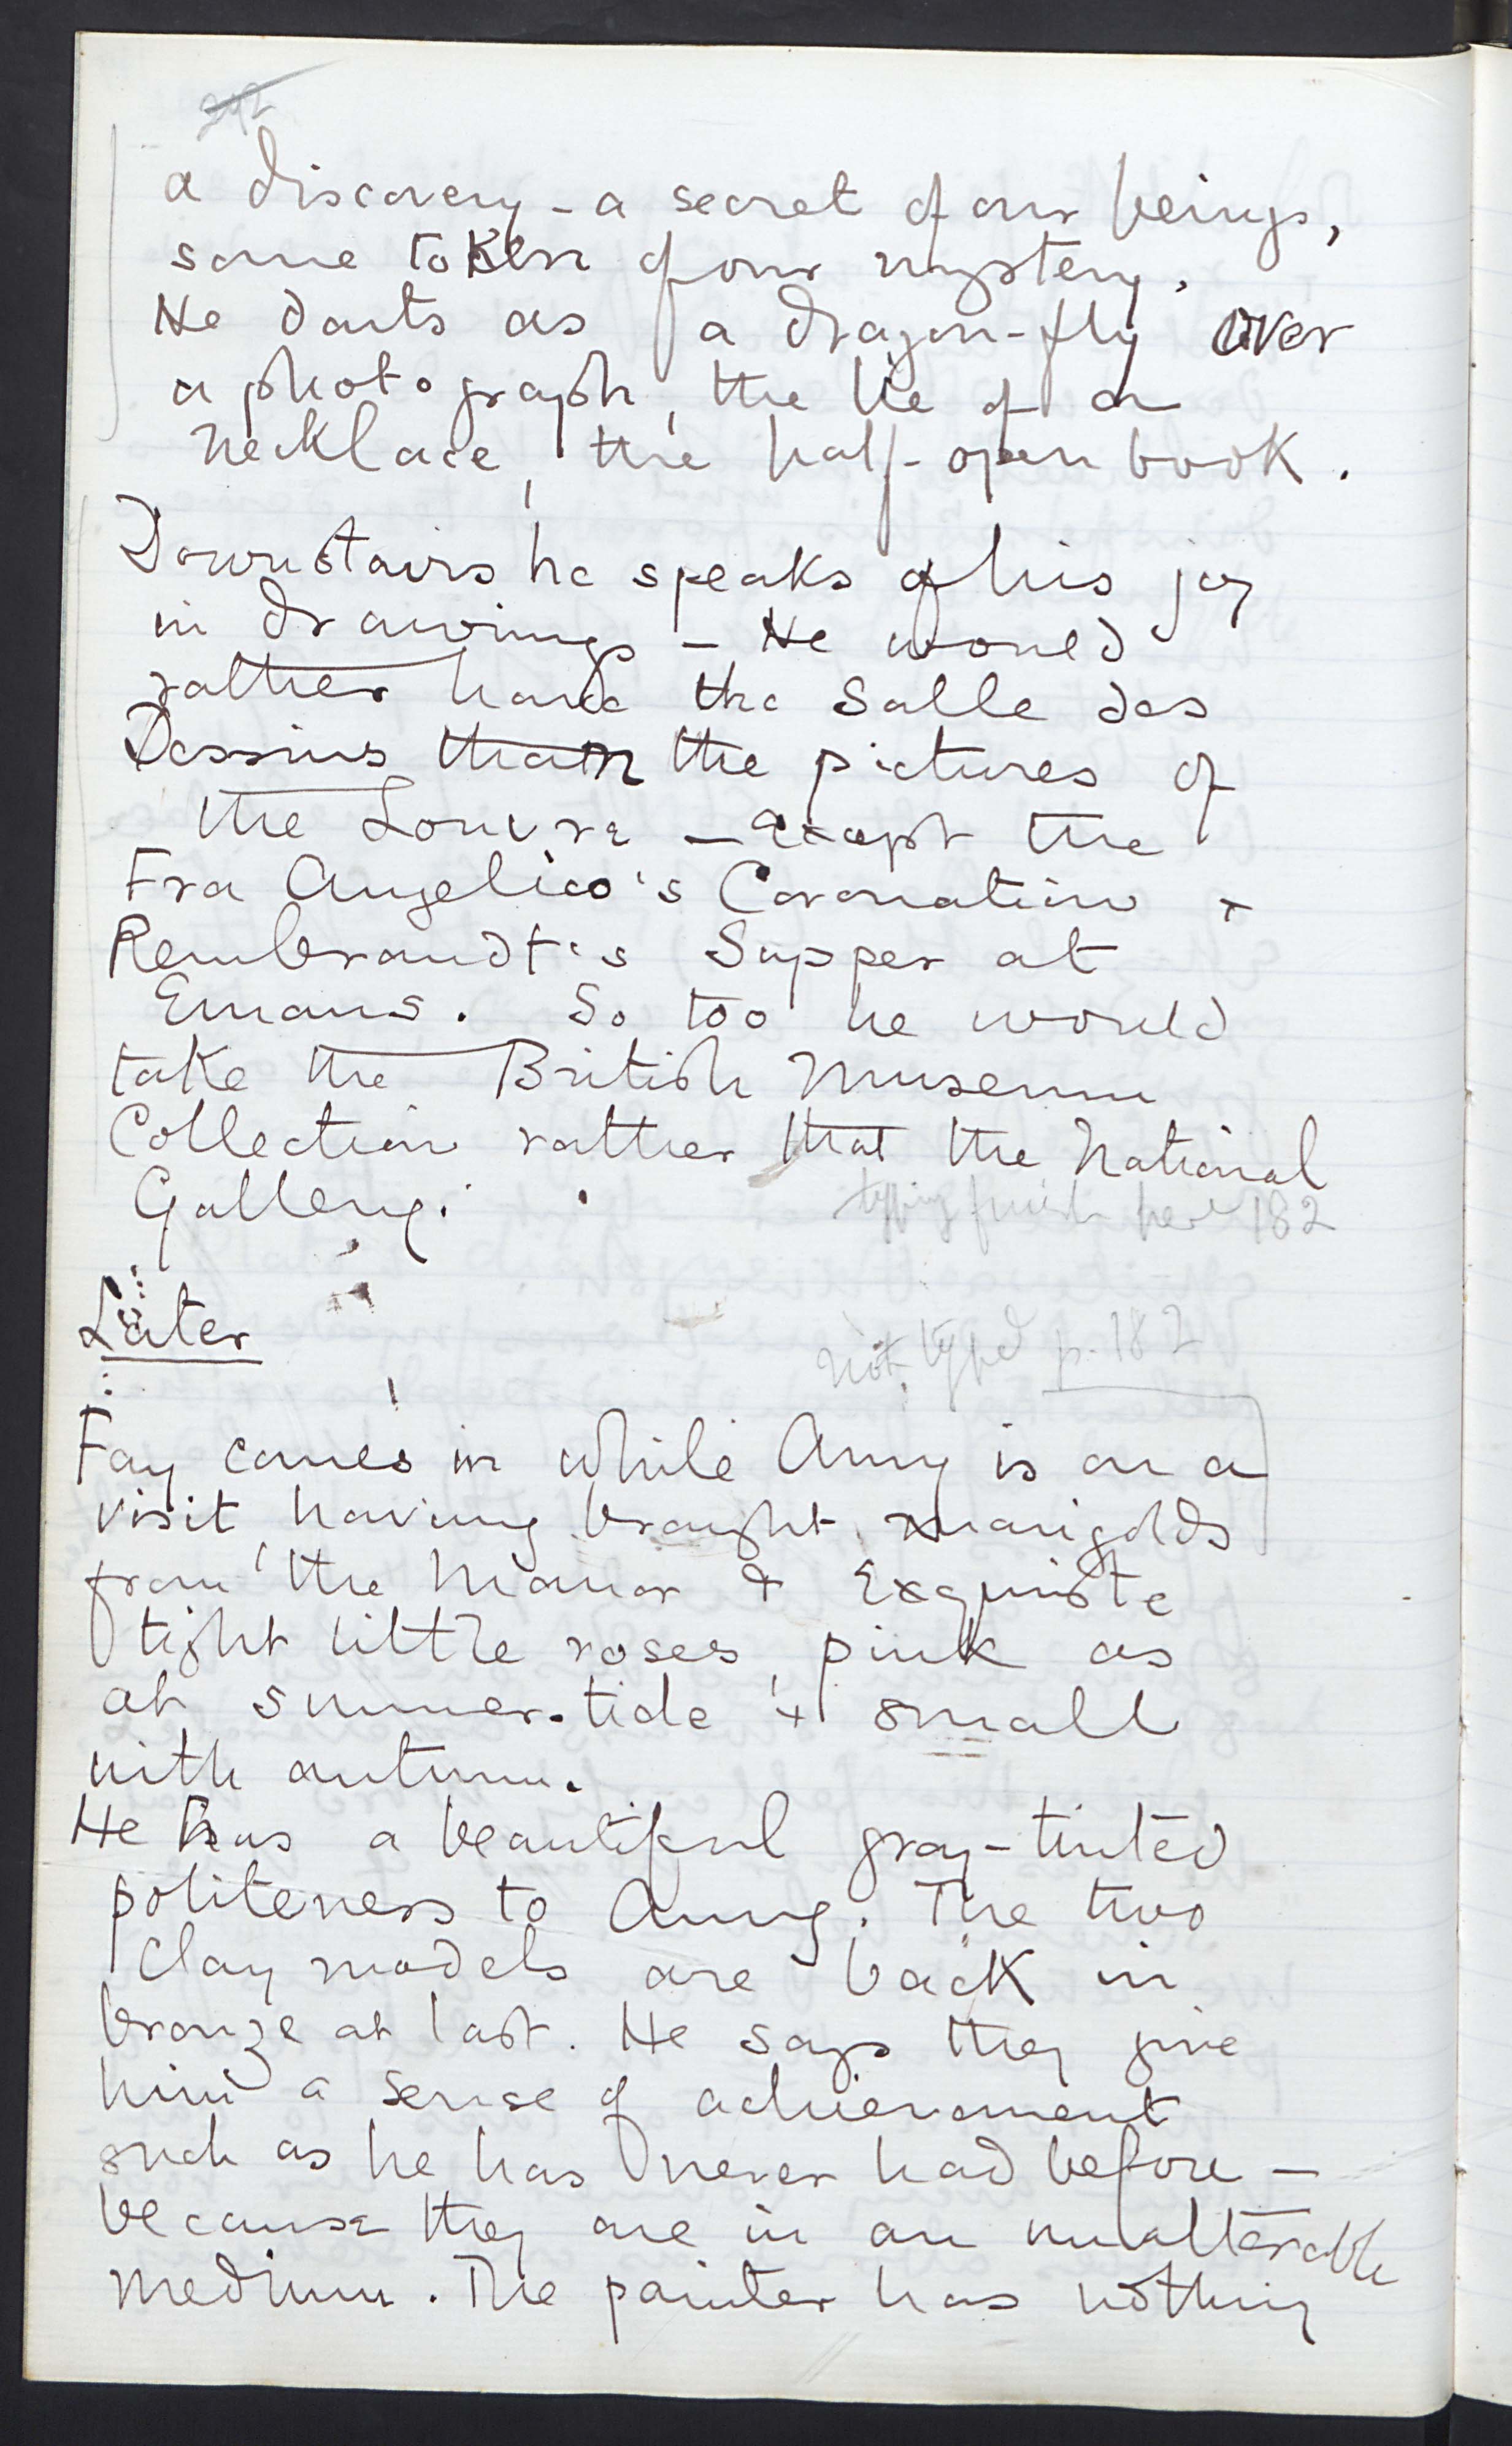 a discovery - a secret of our beings,
some token of our mystery.
He darts as a dragon-fly over
a photograph, the lie of a
necklace, the half-open book.
Downstairs he speaks of his joy
in drawings - He would
rather have the Salle des
Dessins than the pictures of
the Louvre - except the
Fra Angelico's Coronation +
Rembrandt's Supper at
Emaus. So too he would
take the British Museum
Collection rather that the National
Gallery.
typing finish here 182
Later
not typed p. 182
Fay comes in while Amy is on a
visit, having brought marigolds
from the Manor & exquiste
tight little roses, pink as
at summer-tide + small
with autumn.
He has a beautiful gray-tinted
politeness to Amy. The two
clay models are back in
bronze at last. He says they give
him a sense of achievement
such as he has never had before -
because they are in an unalterable
medium. The painter has nothing